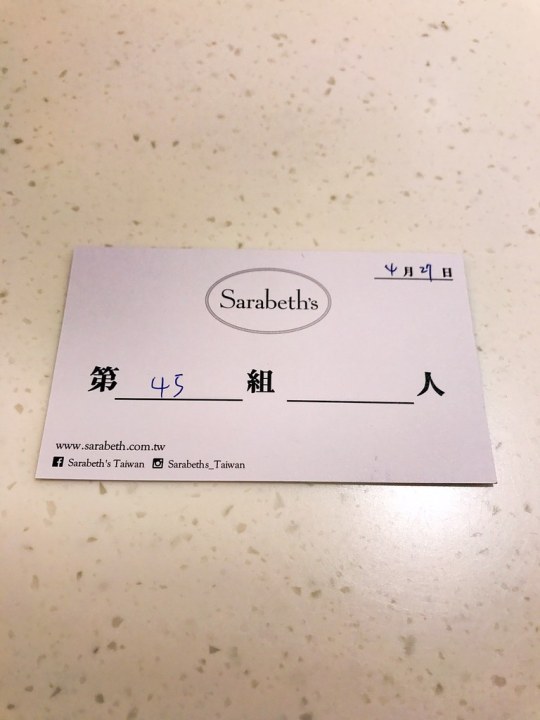 4月27日
Sarabeth's
第 45 組 人
www.sarabeth.com.tw
Sarabeth's Taiwan Sarabeths_Taiwan